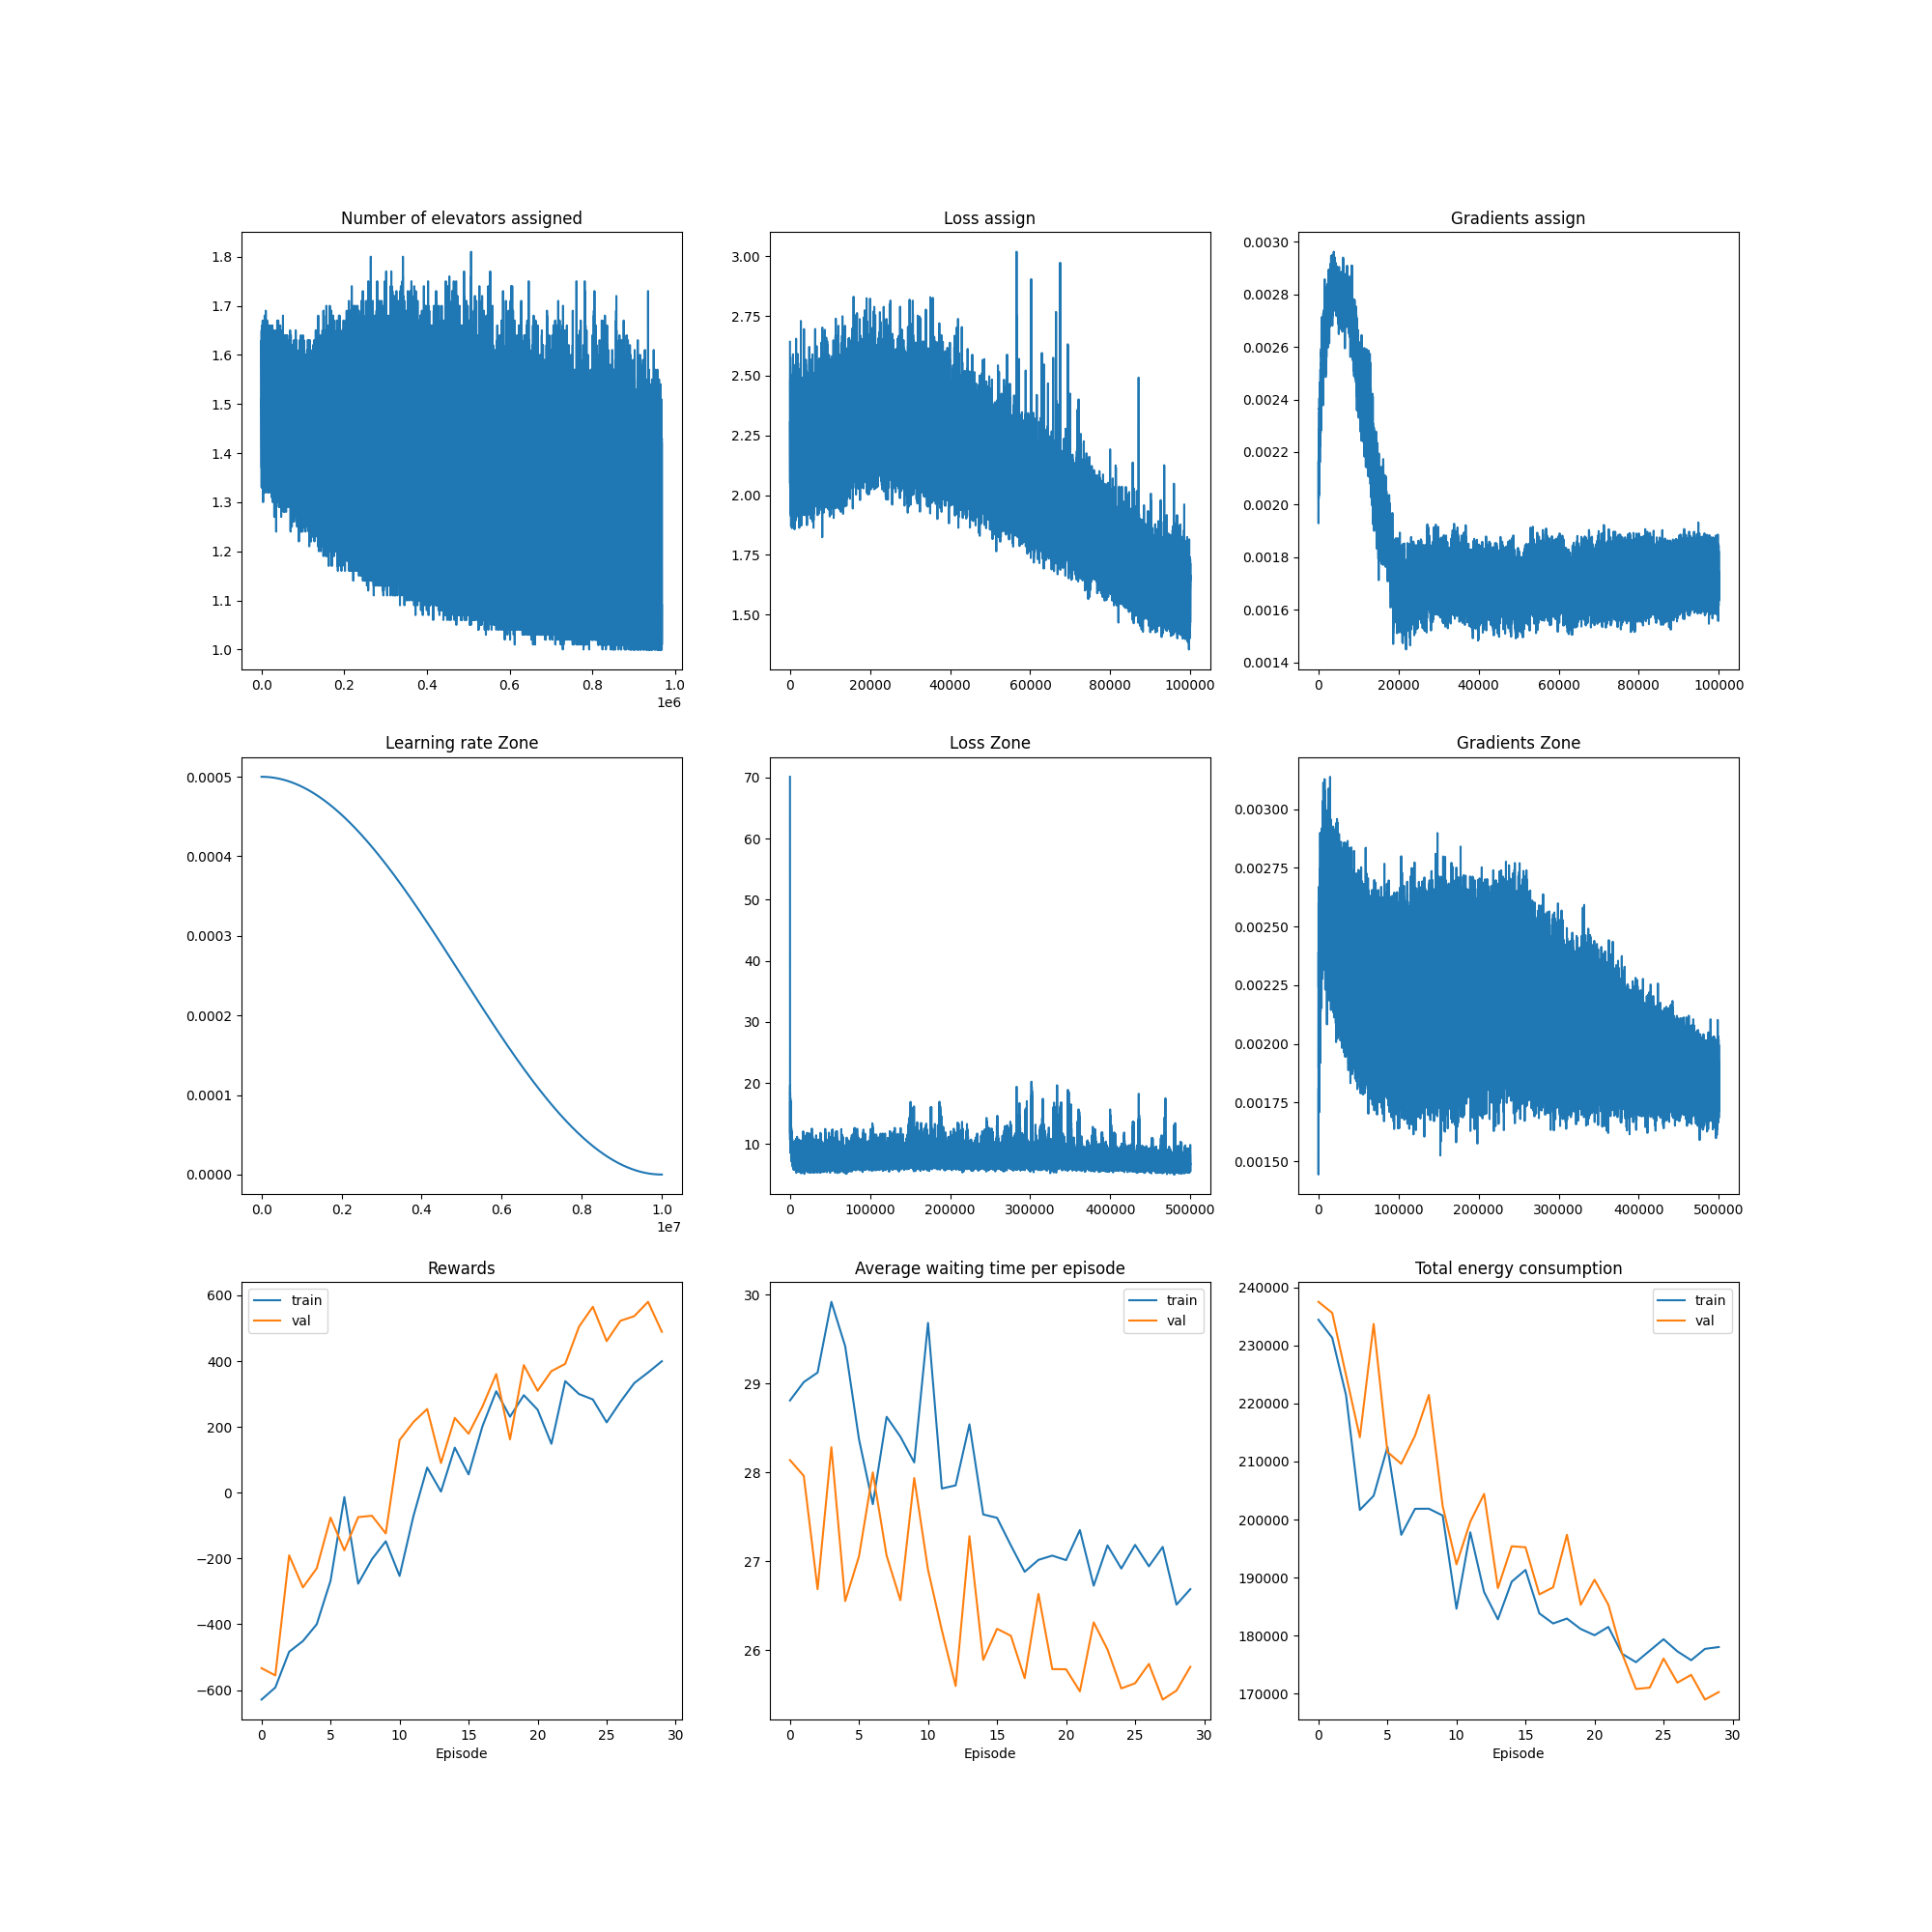 Number of elevators assigned
1.8
1.7
1.6
1.5
1.4
1.3
1.2
1.1
1.0
0.0 0.2 0.4 0.6 0.8 1.0
1e6
Loss assign
3.00
2.75
2.50
2.25
2.00
1.75
1.50
0 20000 40000 60000 80000 100000
Gradients assign
0.0030
0.0028
0.0026
0.0024
0.0022
0.0020
0.0018
0.0016
0.0014
0 20000 40000 60000 80000 100000
Learning rate Zone
0.0005
0.0004
0.0003
0.0002
0.0001
0.0000
0.0 0.2 0.4 0.6 0.8 1.0
1e7
Loss Zone
70
60
50
40
30
20
10
0 100000 200000 300000 400000 500000
Gradients Zone
0.00300
0.00275
0.00250
0.00225
0.00200
0.00175
0.00150
0 100000 200000 300000 400000 500000
Rewards
train
val
600
400
200
0
−200
−400
−600
0 5 10 15 20 25 30
Episode
Average waiting time per episode
train
val
30
29
28
27
26
0 5 10 15 20 25 30
Episode
Total energy consumption
train
val
240000
230000
220000
210000
200000
190000
180000
170000
0 5 10 15 20 25 30
Episode